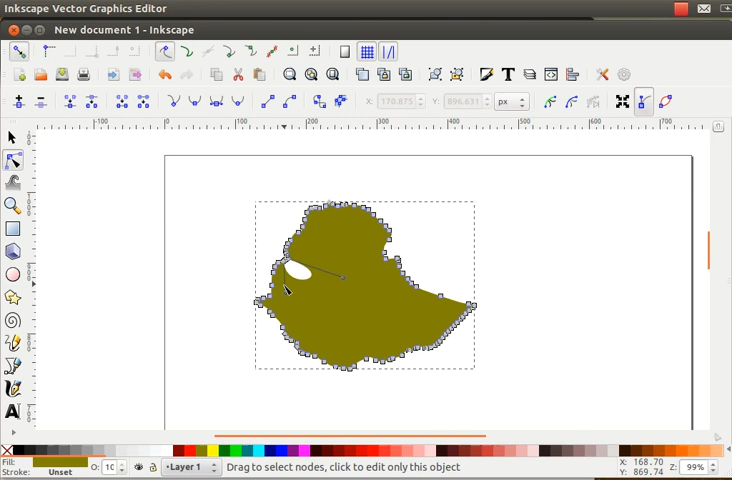 Inkscape Vector Graphics Editor
New document 1 - Inkscape
X: 170.875 Y: 896.631 px
-100 0 100 200 300 400 500 600 700
Fill:
Stroke: Unset
O: 10
•Layer 1
Drag to select nodes, click to edit only this object
X: 168.70
Y: 869.74
Z: 99%